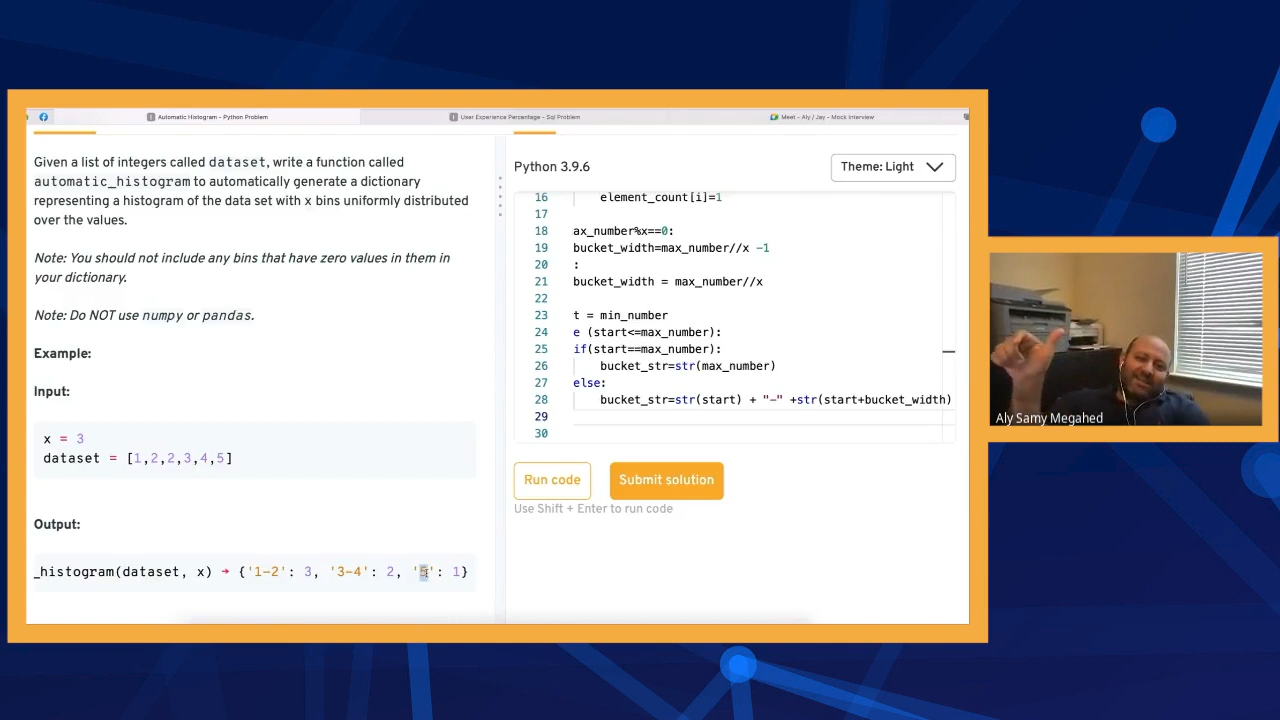 Automatic Histogram - Python Problem
User Experience Percentage - Sql Problem
Meet – Aly / Jay - Mock Interview
Given a list of integers called dataset, write a function called
automatic_histogram to automatically generate a dictionary
representing a histogram of the data set with x bins uniformly distributed
over the values.
Note: You should not include any bins that have zero values in them in
your dictionary.
Note: Do NOT use numpy or pandas.
Example:
Input:
x = 3
dataset = [1,2,2,3,4,5]
Output:
_histogram(dataset, x) → {'1-2': 3, '3-4': 2, '5': 1}
Python 3.9.6
Theme: Light
16 element_count[i]=1
17
18 ax_number%x==0:
19 bucket_width=max_number//x -1
20 :
21 bucket_width = max_number//x
22
23 t = min_number
24 e (start<=max_number):
25 if(start==max_number):
26 bucket_str=str(max_number)
27 else:
28 bucket_str=str(start) + "-" +str(start+bucket_width)
29
30
Run code
Submit solution
Use Shift + Enter to run code
Aly Samy Megahed